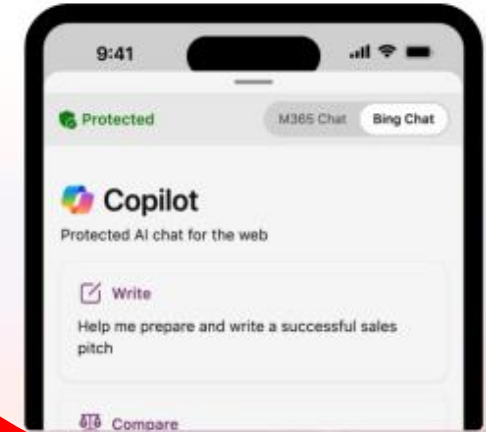 9:41
Protected
M365 Chat Bing Chat
Copilot
Protected AI chat for the web
Write
Help me prepare and write a successful sales
pitch
Compare